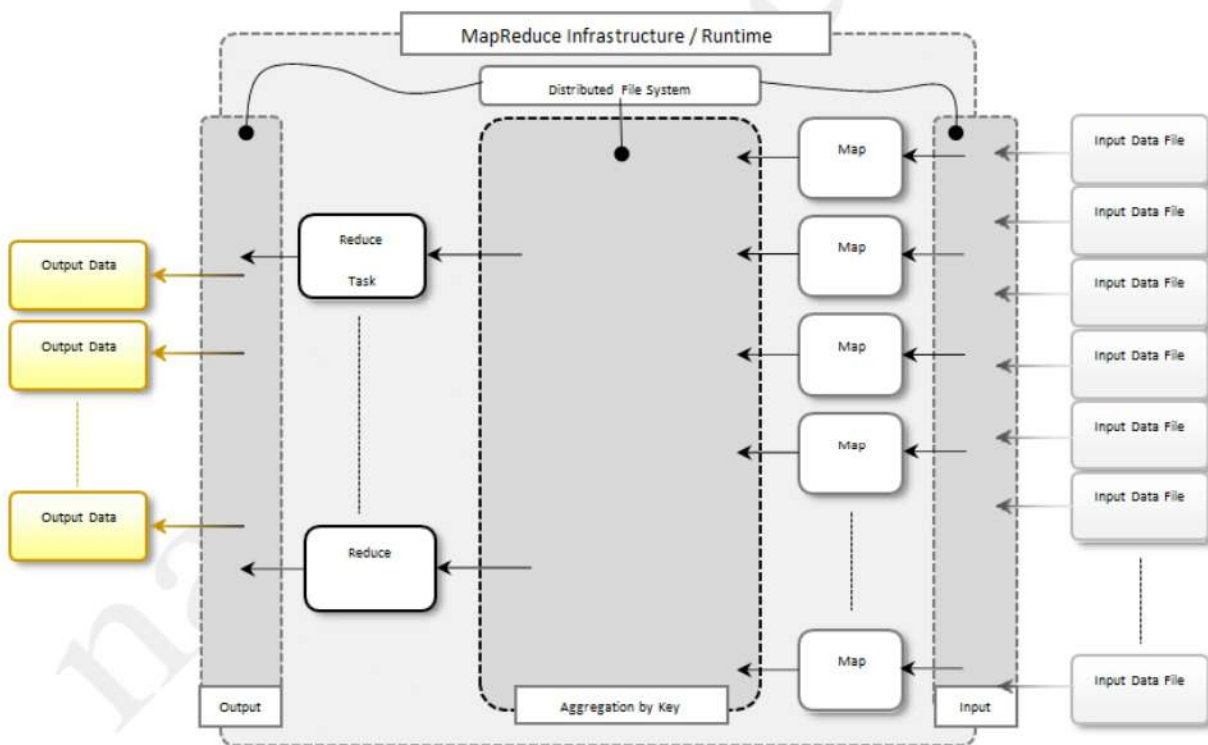 MapReduce Infrastructure / Runtime
Distributed File System
Map
Input Data File
Input Data File
Reduce
Task
Map
Output Data
Input Data File
Output Data
Map
Input Data File
Map
Input Data File
Output Data
Input Data File
Reduce
Map
Input Data File
Output
Aggregation by Key
Input